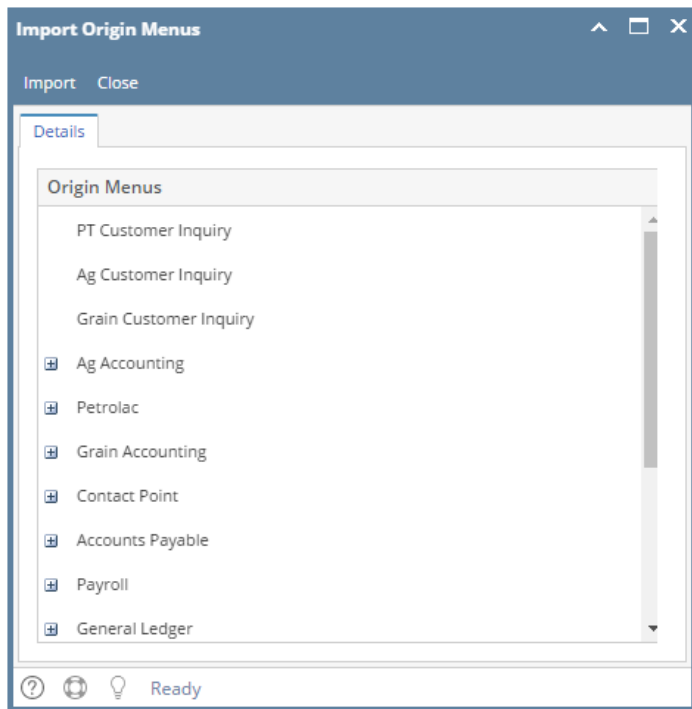 Import Origin Menus
Import Close
Details
Origin Menus
PT Customer Inquiry
Ag Customer Inquiry
Grain Customer Inquiry
Ag Accounting
Petrolac
Grain Accounting
Contact Point
Accounts Payable
Payroll
General Ledger
Ready